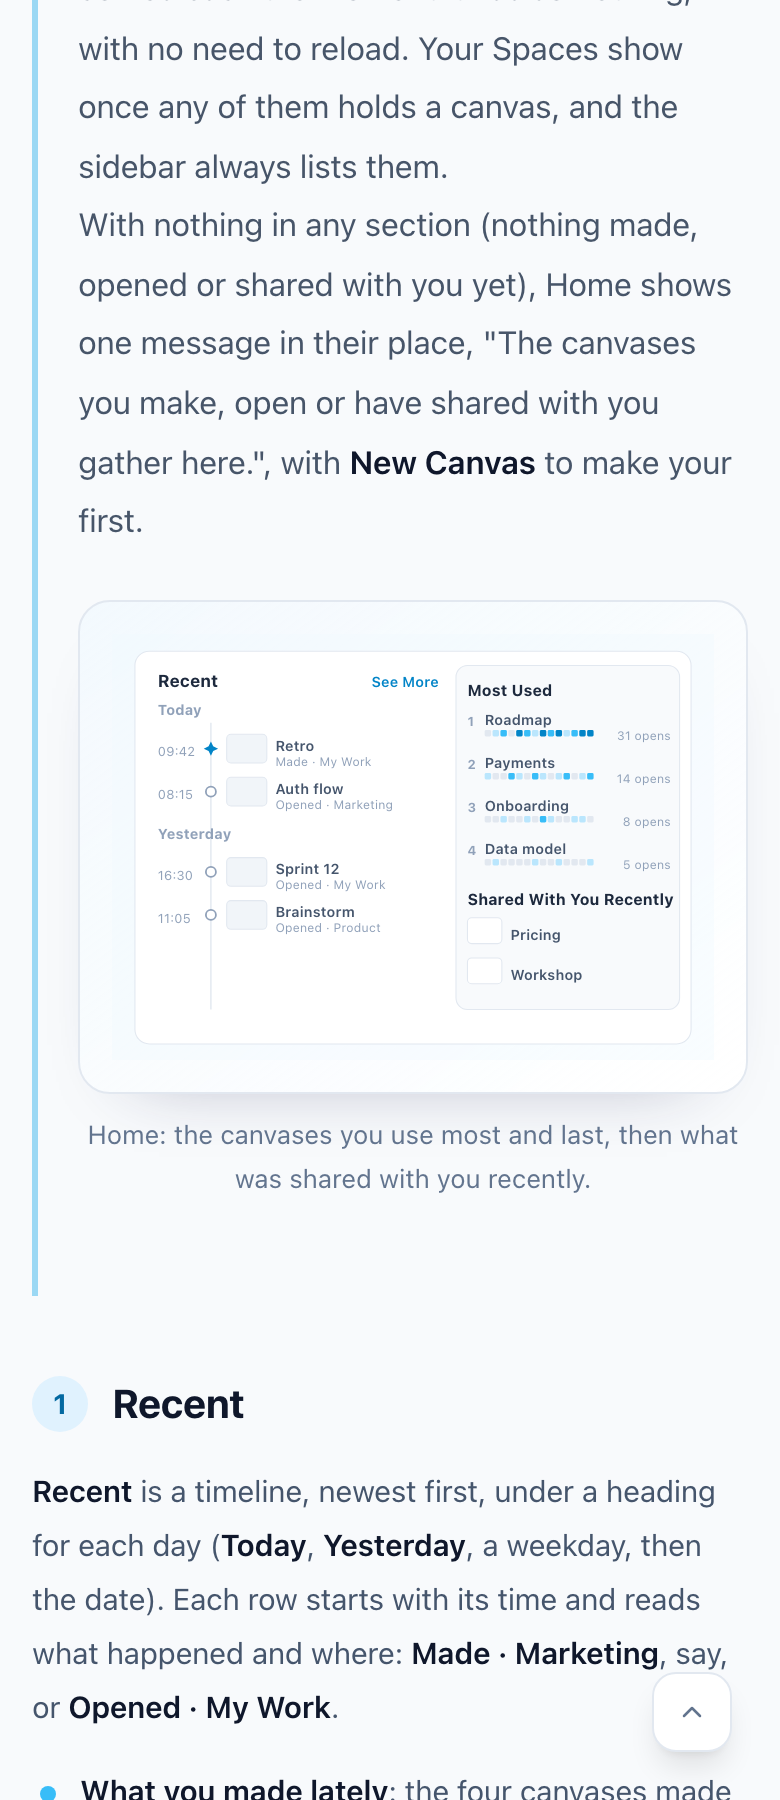 with no need to reload. Your Spaces show
once any of them holds a canvas, and the
sidebar always lists them.
With nothing in any section (nothing made,
opened or shared with you yet), Home shows
one message in their place, "The canvases
you make, open or have shared with you
gather here.", with New Canvas to make your
first.
Recent
See More
Today
09:42
Retro
Made · My Work
08:15
Auth flow
Opened · Marketing
Yesterday
16:30
Sprint 12
Opened · My Work
11:05
Brainstorm
Opened · Product
Most Used
1 Roadmap
31 opens
2 Payments
14 opens
3 Onboarding
8 opens
4 Data model
5 opens
Shared With You Recently
Pricing
Workshop
Home: the canvases you use most and last, then what
was shared with you recently.
1 Recent
Recent is a timeline, newest first, under a heading
for each day (Today, Yesterday, a weekday, then
the date). Each row starts with its time and reads
what happened and where: Made · Marketing, say,
or Opened · My Work.
What you made lately: the four canvases made